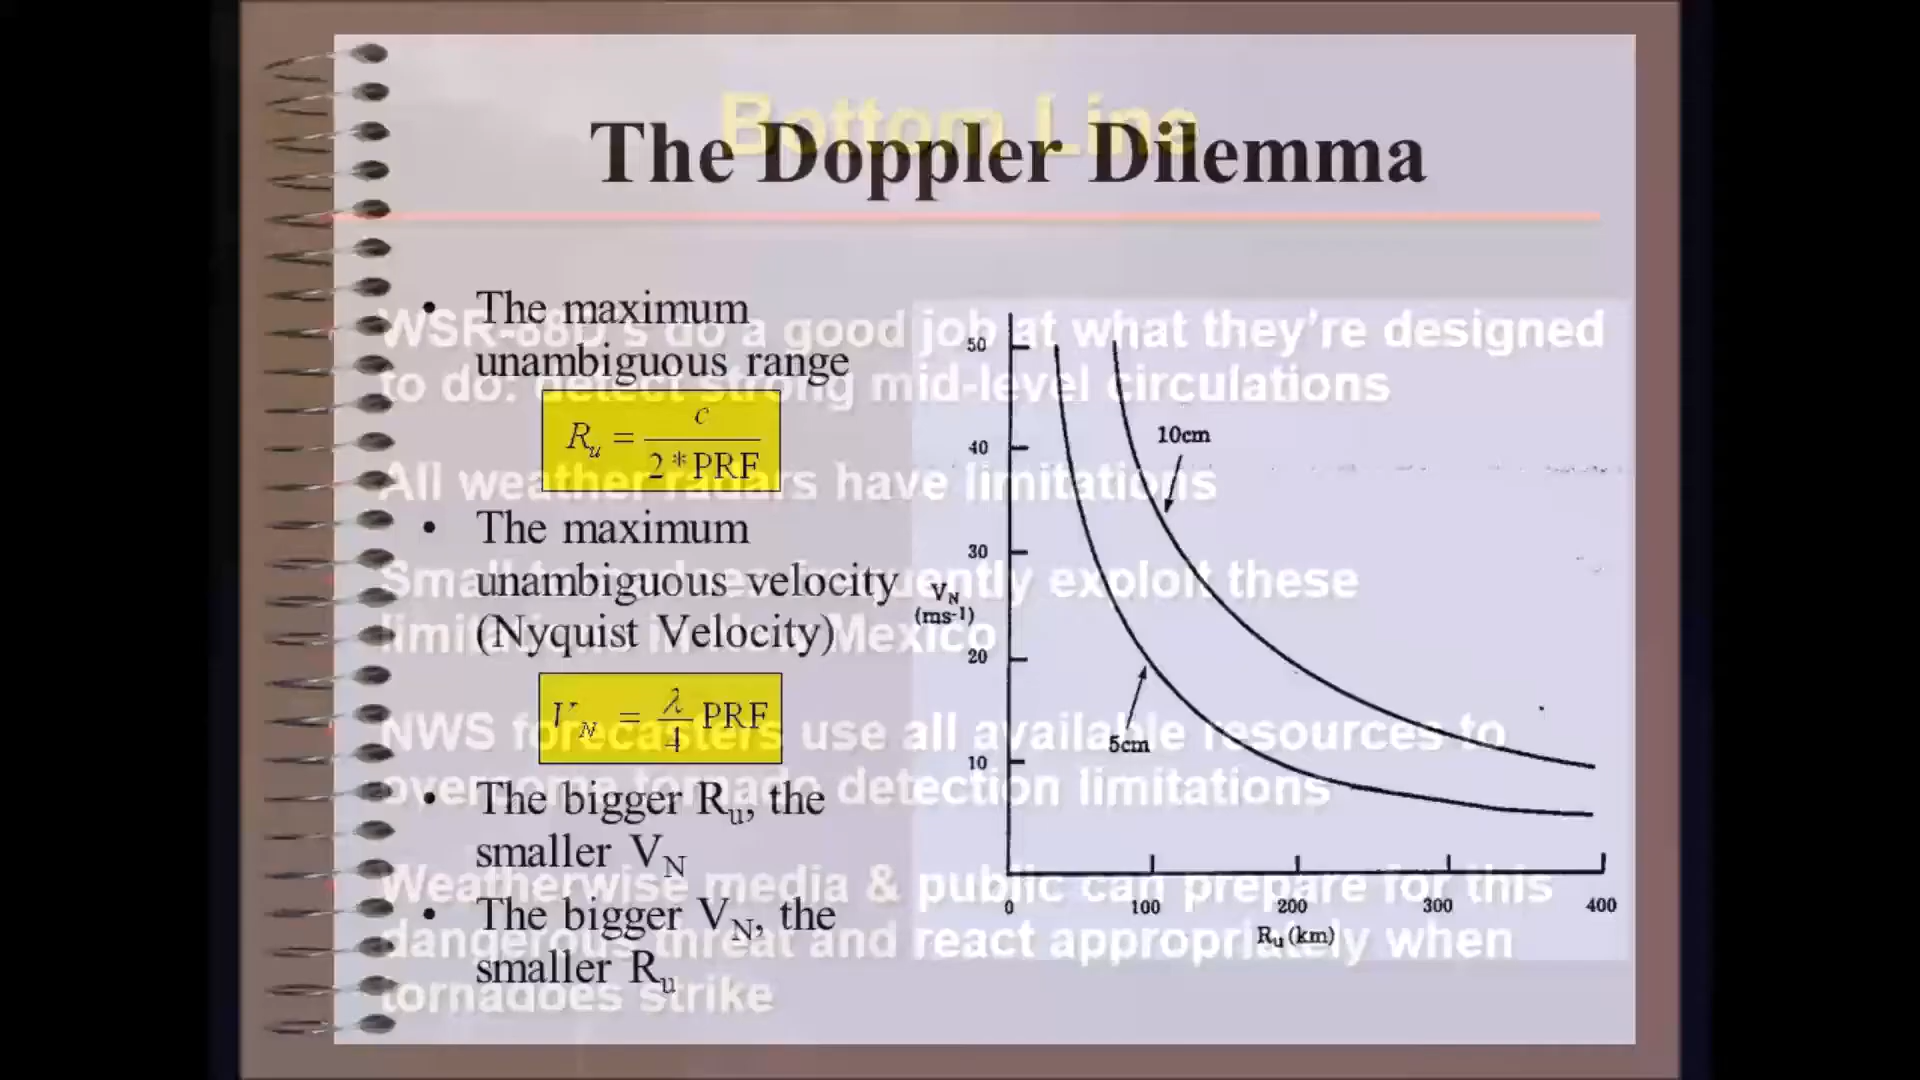 Bottom Line
The Doppler Dilemma
• The maximum
unambiguous range
R_u = c / 2*PRF
• The maximum
unambiguous velocity
(Nyquist Velocity)
V_N = λ/4 PRF
• The bigger R_u, the
smaller V_N
• The bigger V_N, the
smaller R_u
50
40
30
20
10
V_N
(ms-1)
10cm
5cm
0 100 200 300 400
R_u (km)
WSR-88D's do a good job at what they're designed
to do: detect strong mid-level circulations
All weather radars have limitations
Small tornadoes frequently exploit these
limitations in New Mexico
NWS forecasters use all available resources to
overcome tornado detection limitations
Weatherwise media & public can prepare for this
dangerous threat and react appropriately when
tornadoes strike